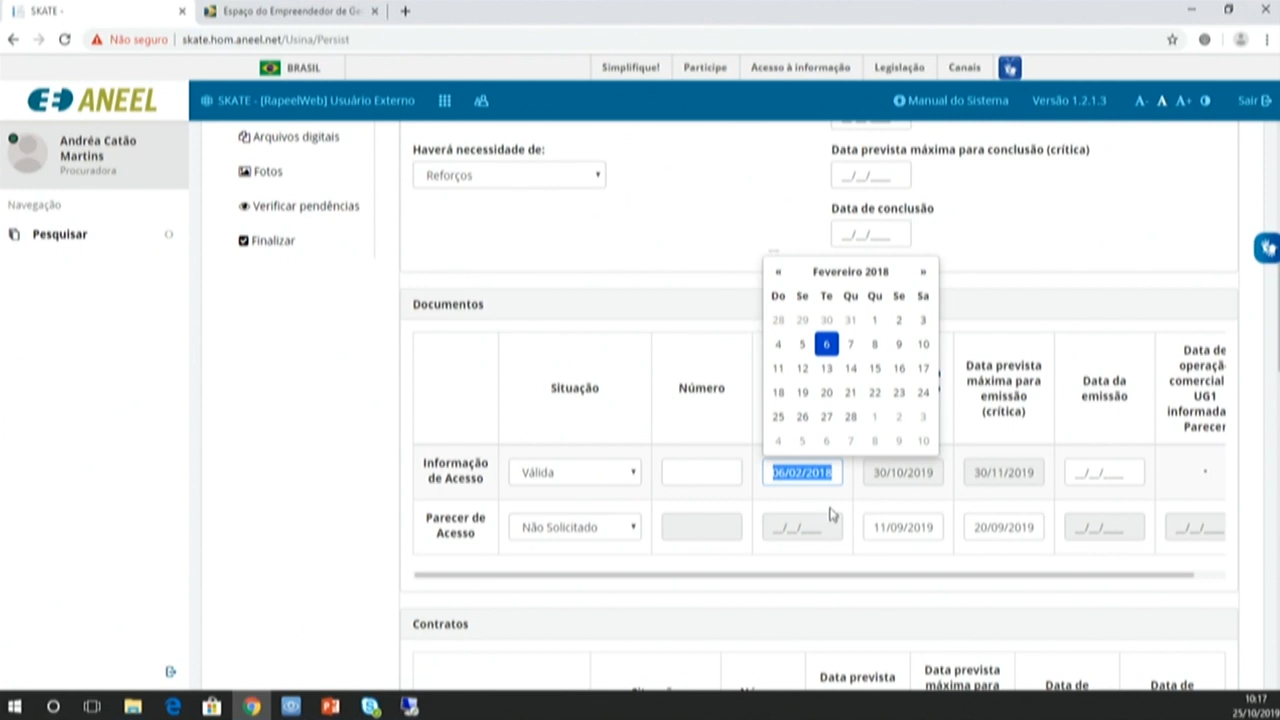 SKATE -
Espaço do Empreendedor de Ge
Não seguro | skate.hom.aneel.net/Usina/Persist
BRASIL
Simplifique!
Participe
Acesso à informação
Legislação
Canais
ANEEL
SKATE - [RapeelWeb] Usuário Externo
Manual do Sistema
Versão 1.2.1.3
A-
A
A+
Sair
Andréa Catão
Martins
Procuradora
Navegação
Pesquisar
Arquivos digitais
Fotos
Verificar pendências
Finalizar
Haverá necessidade de:
Reforços
Data prevista máxima para conclusão (crítica)
__/__/____
Data de conclusão
__/__/____
« Fevereiro 2018 »
Do Se Te Qu Qu Se Sa
28 29 30 31 1 2 3
4 5 6 7 8 9 10
11 12 13 14 15 16 17
18 19 20 21 22 23 24
25 26 27 28 1 2 3
4 5 6 7 8 9 10
Documentos
Situação
Número
Data prevista
máxima para
emissão
(crítica)
Data da
emissão
Data de
operaçã
comercial
UG1
informada
Parecer
Informação
de Acesso
Válida
06/02/2018
30/10/2019
30/11/2019
__/__/____
-
Parecer de
Acesso
Não Solicitado
__/__/____
11/09/2019
20/09/2019
__/__/____
__/__/____
Contratos
Data prevista
Data prevista
máxima para
Data de
Data de
10:17
25/10/2019